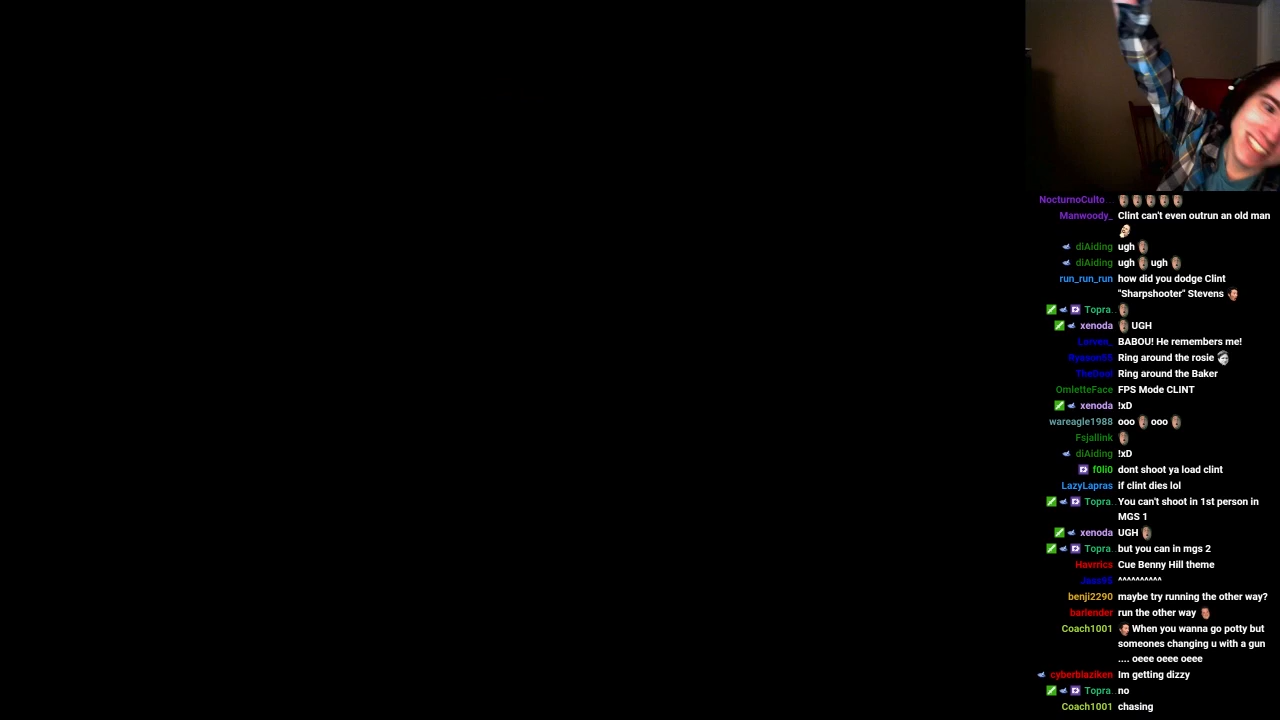 NocturnoCulto...
Manwoody_ Clint can't even outrun an old man
diAiding ugh
diAiding ugh ugh
run_run_run how did you dodge Clint
"Sharpshooter" Stevens
Topra...
xenoda UGH
BABOU! He remembers me!
Ring around the rosie
Ring around the Baker
OmletteFace FPS Mode CLINT
xenoda !xD
wareagle1988 ooo ooo
Fsjallink
diAiding !xD
f0li0 dont shoot ya load clint
LazyLapras if clint dies lol
Topra... You can't shoot in 1st person in
MGS 1
xenoda UGH
Topra... but you can in mgs 2
Havrrics Cue Benny Hill theme
^^^^^^^^^^
benji2290 maybe try running the other way?
run the other way
Coach1001 When you wanna go potty but
someones changing u with a gun
.... oeee oeee oeee
cyberblaziken Im getting dizzy
Topra... no
Coach1001 chasing